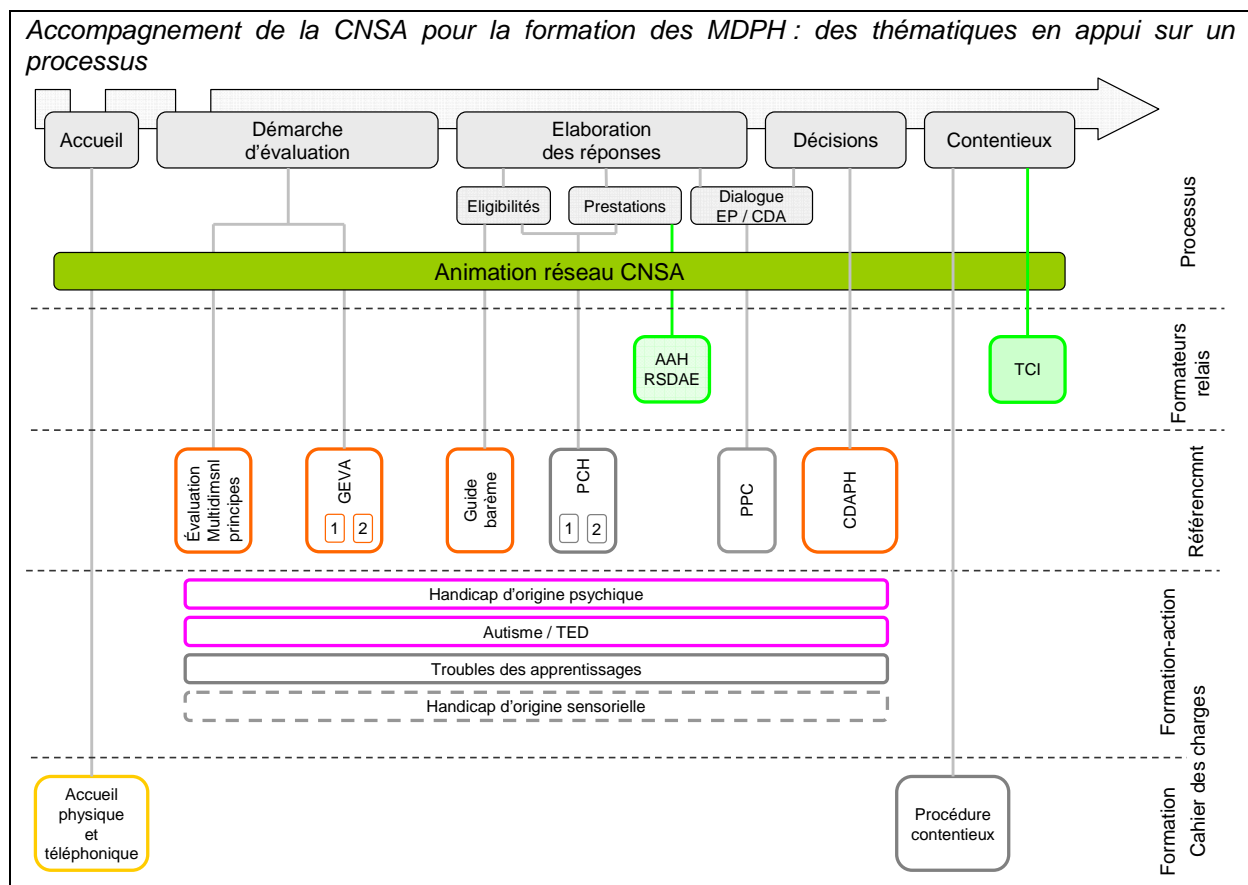 Accompagnement de la CNSA pour la formation des MDPH : des thématiques en appui sur un
processus
Accueil
Démarche
d'évaluation
Elaboration
des réponses
Décisions
Contentieux
Eligibilités
Prestations
Dialogue
EP / CDA
Processus
Animation réseau CNSA
AAH
RSDAE
TCI
Formateurs
relais
Évaluation
Multidimsnl
principes
GEVA
1 2
Guide
barème
PCH
1 2
PPC
CDAPH
Référencmnt
Handicap d'origine psychique
Autisme / TED
Troubles des apprentissages
Handicap d'origine sensorielle
Formation-action
Cahier des charges
Accueil
physique
et
téléphonique
Procédure
contentieux
Formation